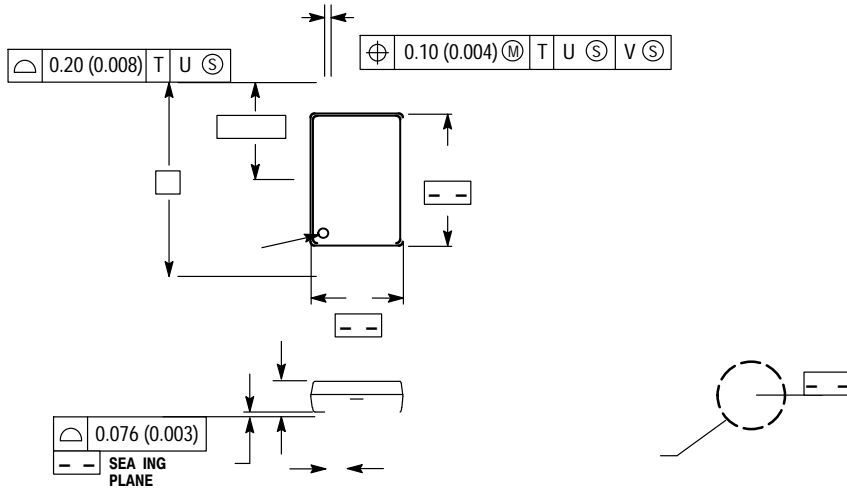 0.10 (0.004) Ⓜ T U Ⓢ V Ⓢ
0.20 (0.008) T U Ⓢ
0.076 (0.003)
SEA ING
PLANE